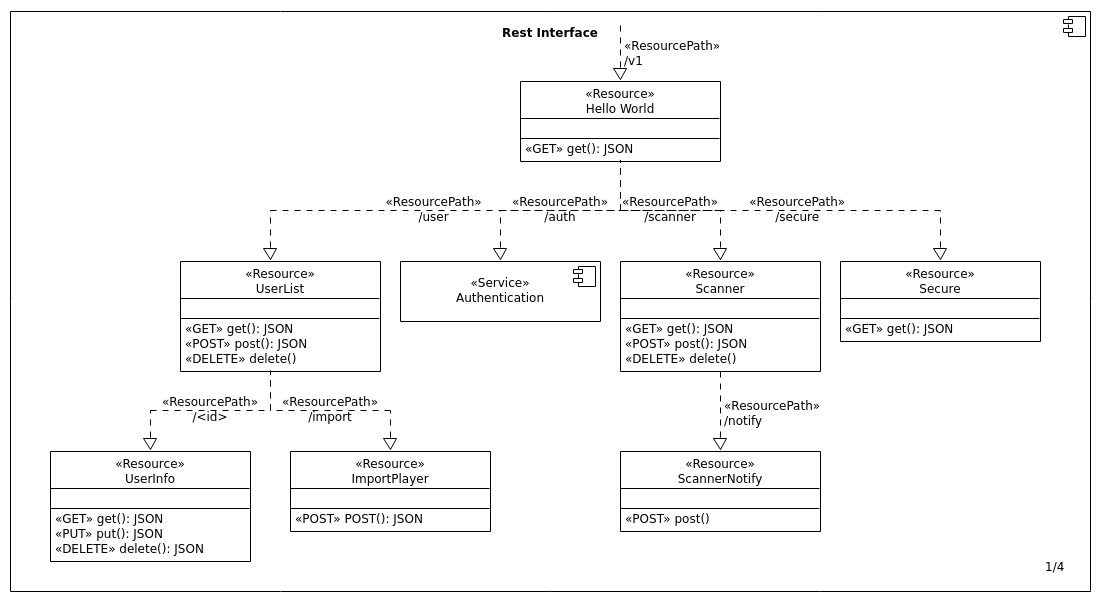 Rest Interface
«ResourcePath»
/v1
«Resource»
Hello World
«GET» get(): JSON
«ResourcePath»
/user
«ResourcePath»
/auth
«ResourcePath»
/scanner
«ResourcePath»
/secure
«Resource»
UserList
«GET» get(): JSON
«POST» post(): JSON
«DELETE» delete()
«Service»
Authentication
«Resource»
Scanner
«GET» get(): JSON
«POST» post(): JSON
«DELETE» delete()
«Resource»
Secure
«GET» get(): JSON
«ResourcePath»
/<id>
«ResourcePath»
/import
«ResourcePath»
/notify
«Resource»
UserInfo
«GET» get(): JSON
«PUT» put(): JSON
«DELETE» delete(): JSON
«Resource»
ImportPlayer
«POST» POST(): JSON
«Resource»
ScannerNotify
«POST» post()
1/4